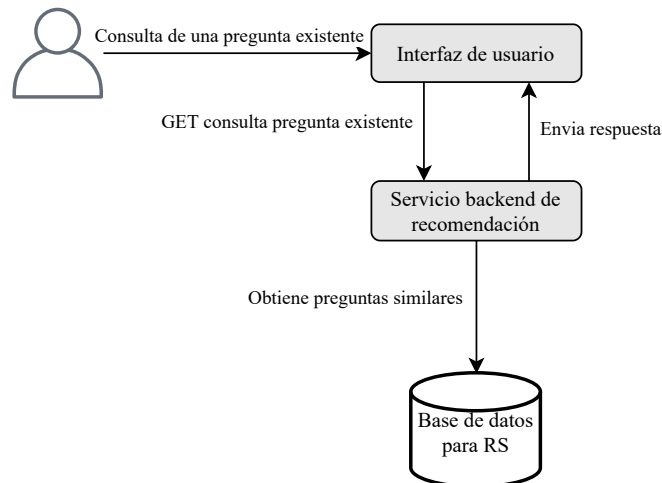 Consulta de una pregunta existente
Interfaz de usuario
GET consulta pregunta existente
Envia respuesta
Servicio backend de
recomendación
Obtiene preguntas similares
Base de datos
para RS